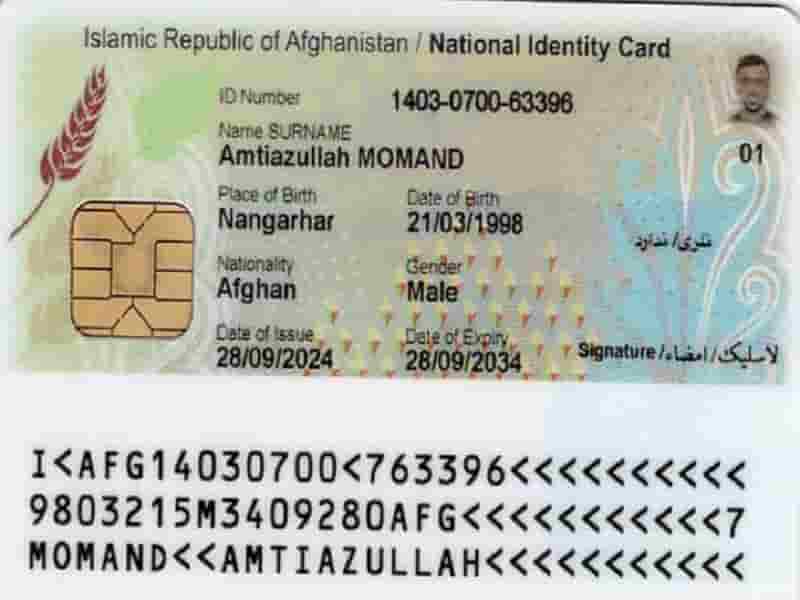 Islamic Republic of Afghanistan / National Identity Card
ID Number 1403-0700-63396
Name SURNAME
Amtiazullah MOMAND
01
Place of Birth Date of Birth
Nangarhar 21/03/1998
نلري/ندارد
Nationality Gender
Afghan Male
Date of Issue Date of Expiry
28/09/2024 28/09/2034
Signature/امضاء/لاسلیک
I<AFG14030700<763396<<<<<<<<<<
9803215M3409280AFG<<<<<<<<<<<7
MOMAND<<AMTIAZULLAH<<<<<<<<<<<